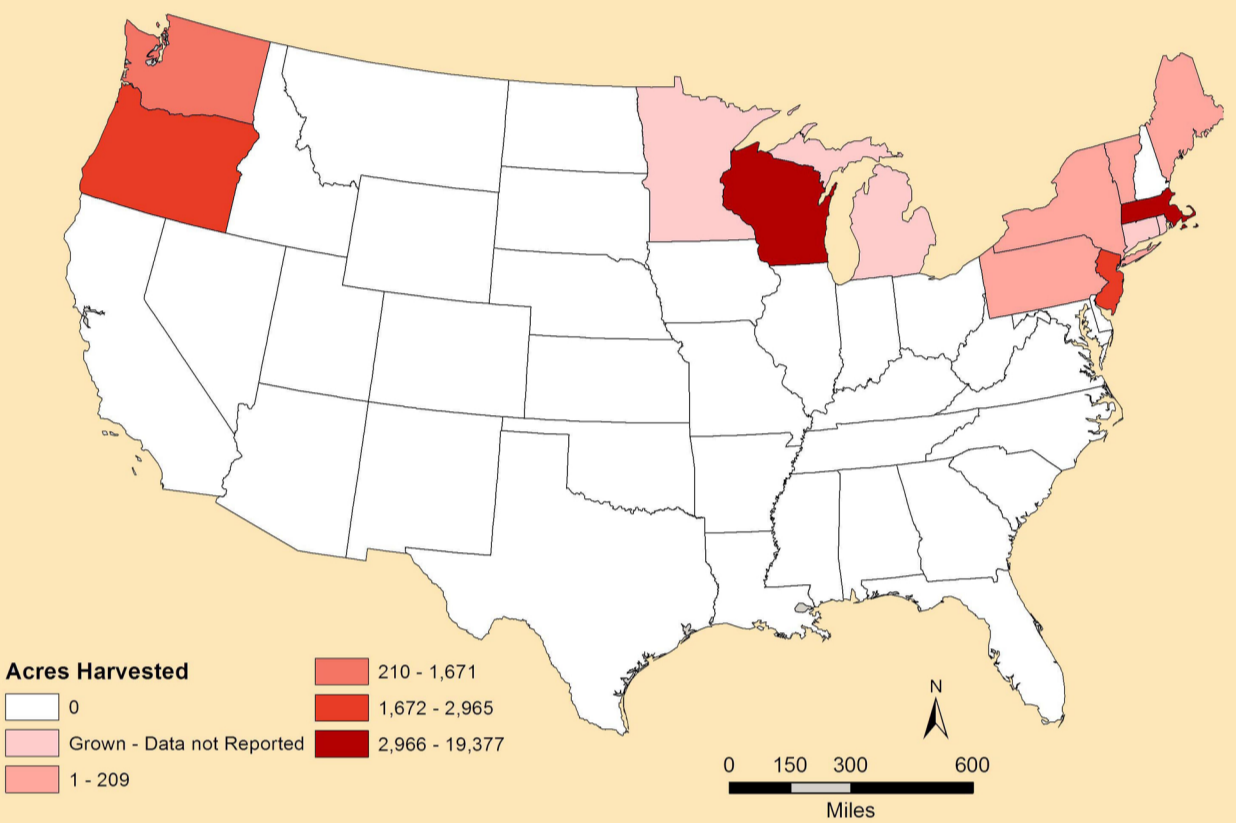 Acres Harvested
0
Grown - Data not Reported
1 - 209
210 - 1,671
1,672 - 2,965
2,966 - 19,377
N
0 150 300 600
Miles